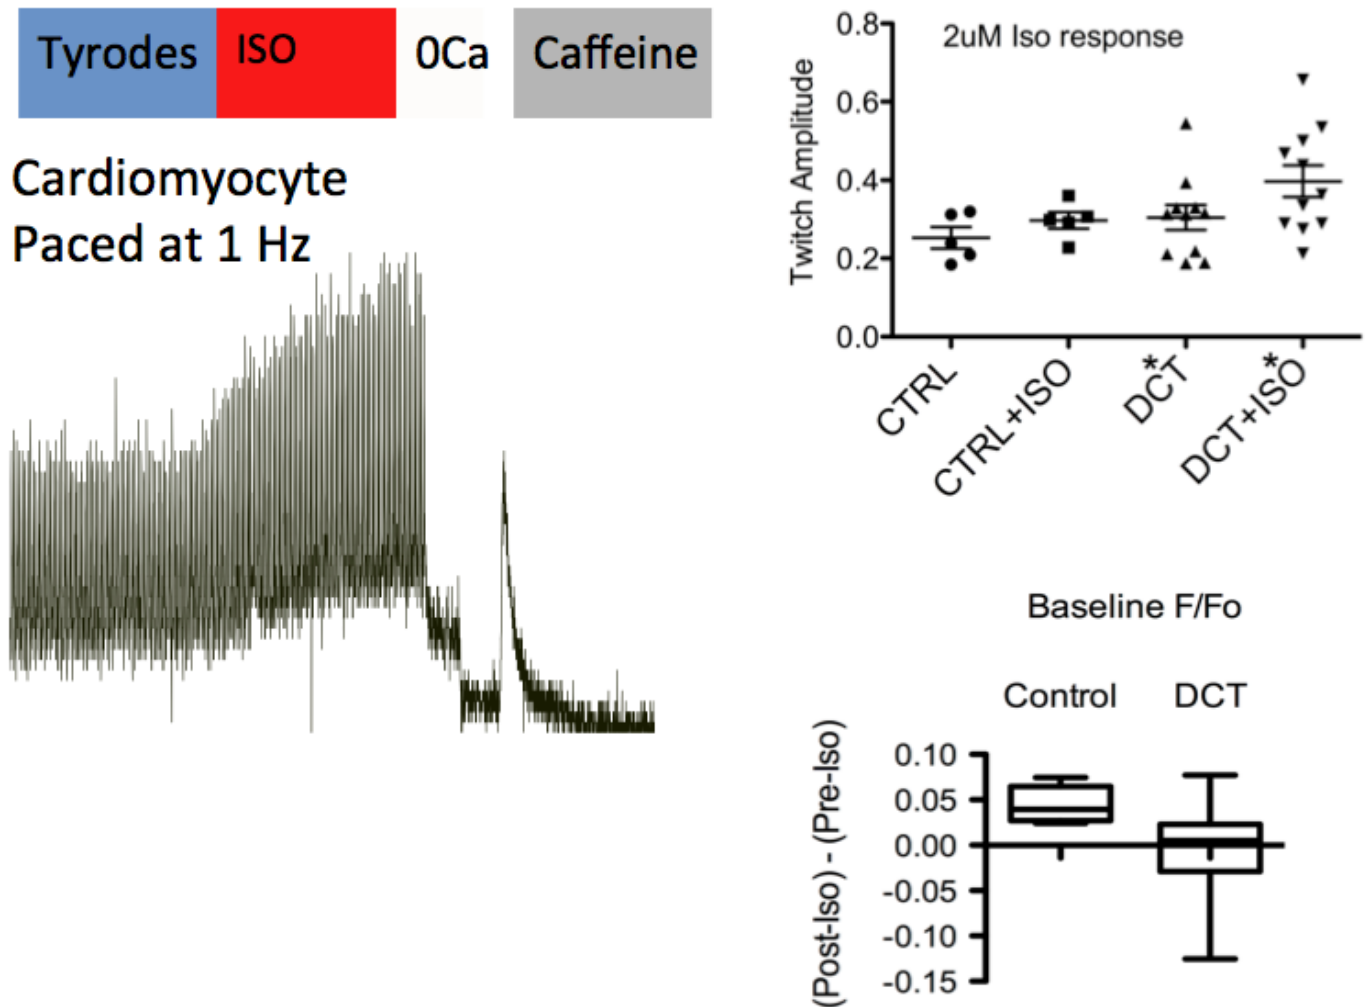 Tyrodes ISO 0Ca Caffeine
Cardiomyocyte
Paced at 1 Hz
2uM Iso response
Twitch Amplitude
0.8
0.6
0.4
0.2
0.0
CTRL
CTRL+ISO
DCT
*
DCT+ISO
*
Baseline F/Fo
Control DCT
(Post-Iso) - (Pre-Iso)
0.10
0.05
0.00
-0.05
-0.10
-0.15